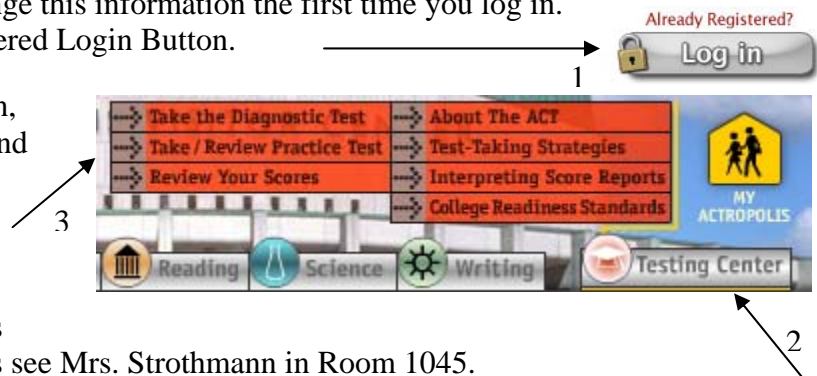 nge this information the first time you log in.
Already Registered?
ered Login Button.
Log in
1
n,
nd
Take the Diagnostic Test
About The ACT
Take / Review Practice Test
Test-Taking Strategies
Review Your Scores
Interpreting Score Reports
College Readiness Standards
MY
ACTROPOLIS
3
Reading
Science
Writing
Testing Center
s
2
s see Mrs. Strothmann in Room 1045.